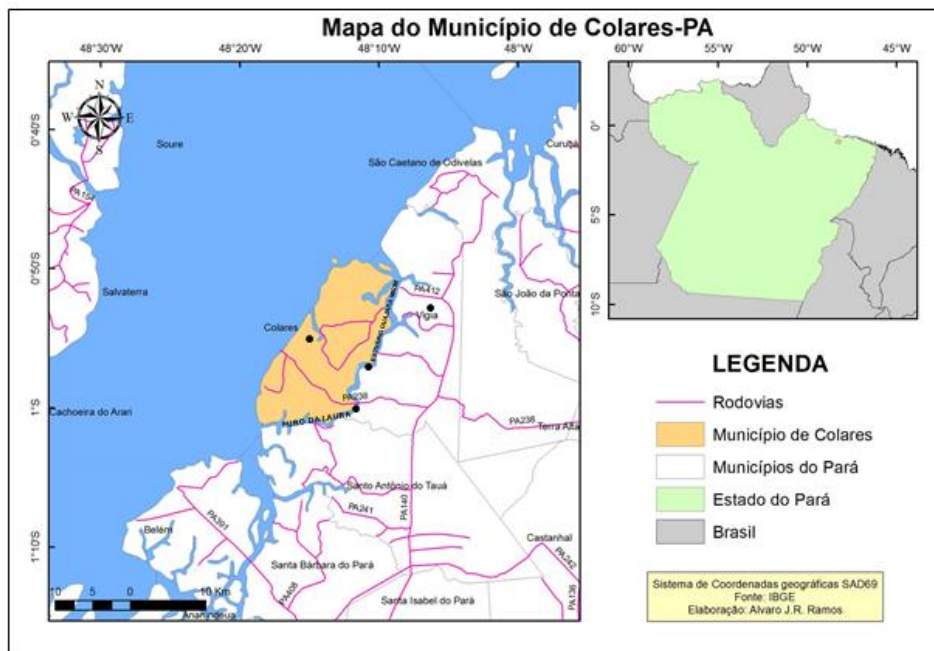 Mapa do Município de Colares-PA
48°30'W
48°20'W
48°10'W
48°W
60°W
55°W
50°W
45°W
N
W
E
S
0°40'S
0°50'S
1°S
1°10'S
0°
5°S
10°S
Soure
São Caetano de Odivelas
PA154
Salvaterra
PA412
São João da Ponta
Colares
Vigia
Cachoeira do Arari
PA238
FURO DA LAURA
PA238
Terra Alta
Santo Antônio do Tauá
PA140
PA241
PA391
Belém
Castanhal
PA242
Santa Bárbara do Pará
PA408
PA136
Santa Isabel do Pará
Ananindeua
10
5
0
10 Km
LEGENDA
Rodovias
Município de Colares
Municípios do Pará
Estado do Pará
Brasil
Sistema de Coordenadas geográficas SAD69
Fonte: IBGE
Elaboração: Alvaro J.R. Ramos